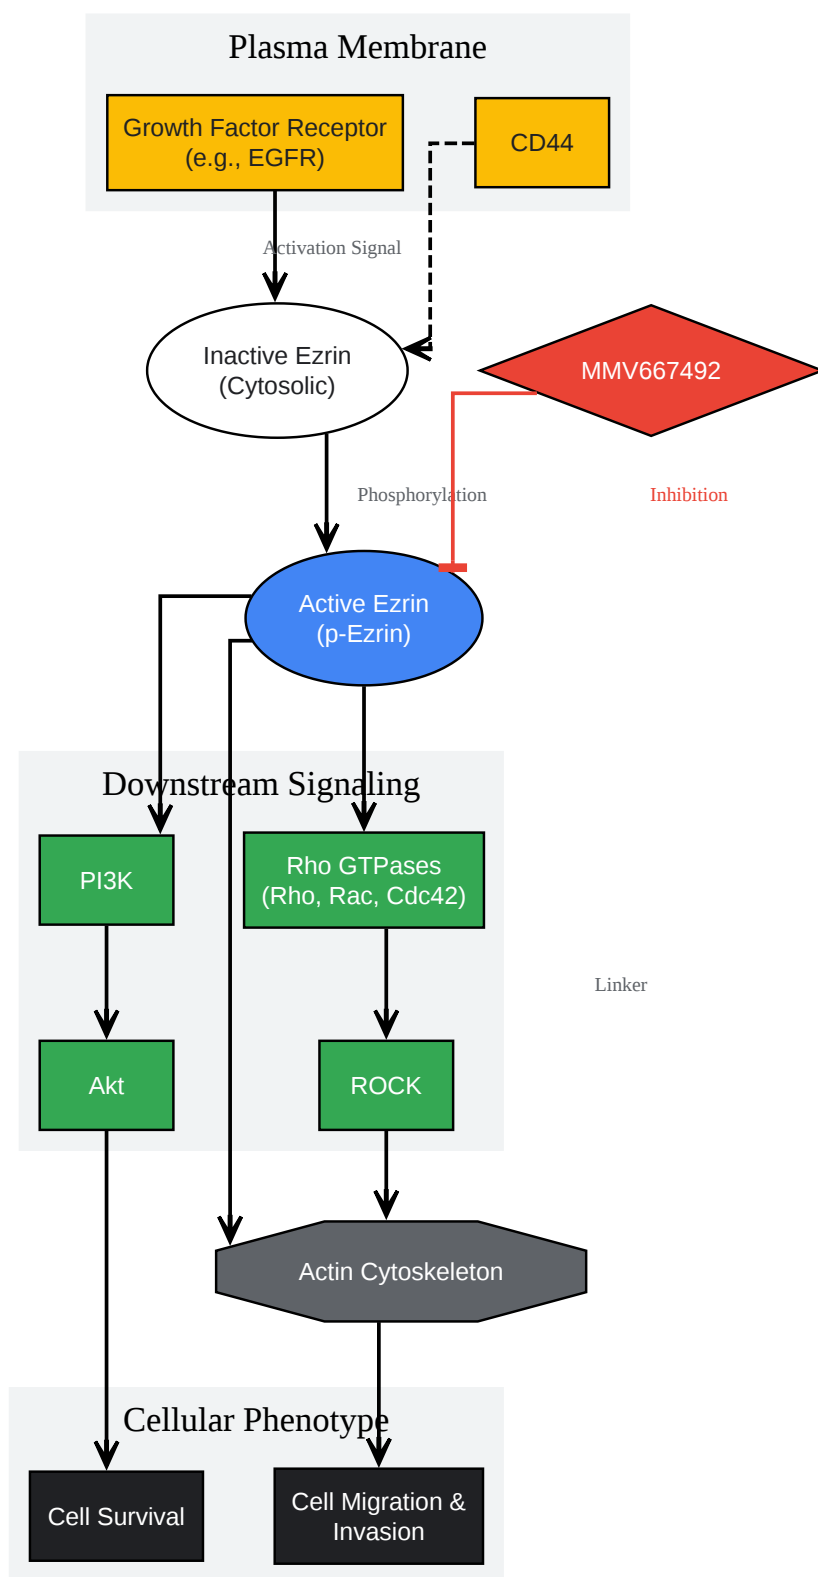 Plasma Membrane
Growth Factor Receptor
(e.g., EGFR)
CD44
Activation Signal
Inactive Ezrin
(Cytosolic)
MMV667492
Phosphorylation
Inhibition
Active Ezrin
(p-Ezrin)
Downstream Signaling
PI3K
Rho GTPases
(Rho, Rac, Cdc42)
Linker
Akt
ROCK
Actin Cytoskeleton
Cellular Phenotype
Cell Survival
Cell Migration &
Invasion